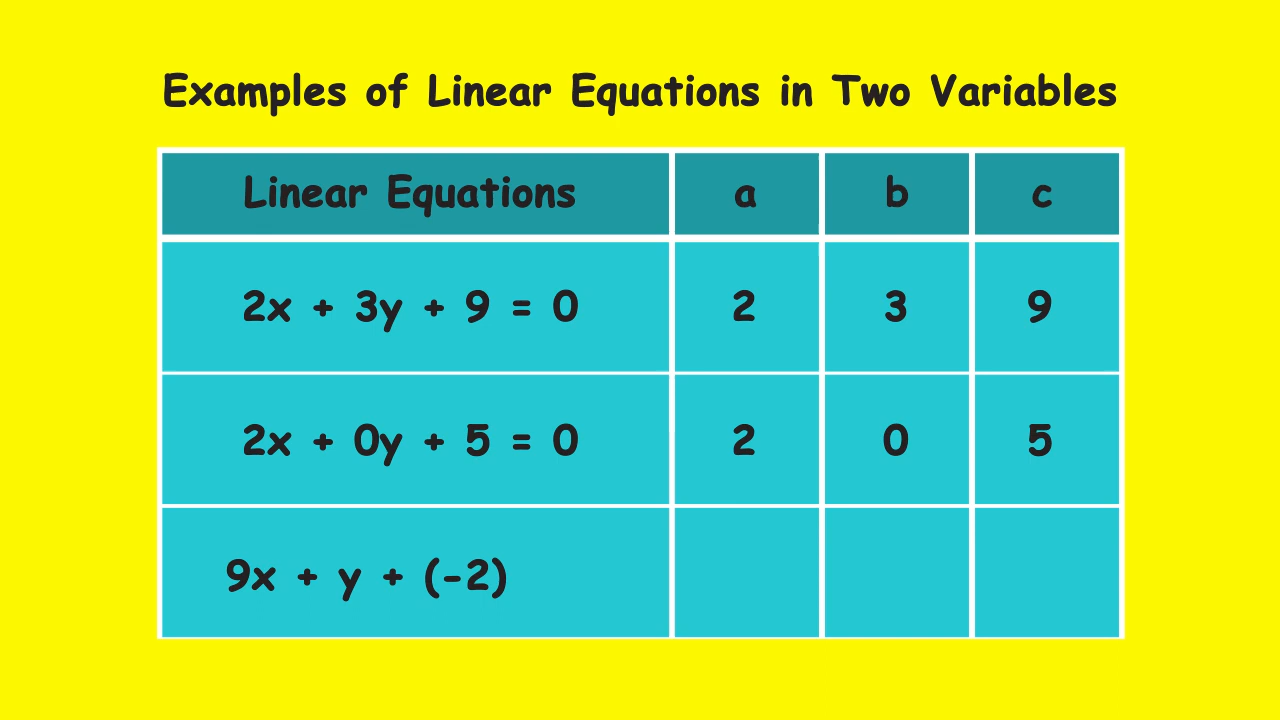 Examples of Linear Equations in Two Variables
Linear Equations a b c
2x + 3y + 9 = 0 2 3 9
2x + 0y + 5 = 0 2 0 5
9x + y + (-2)